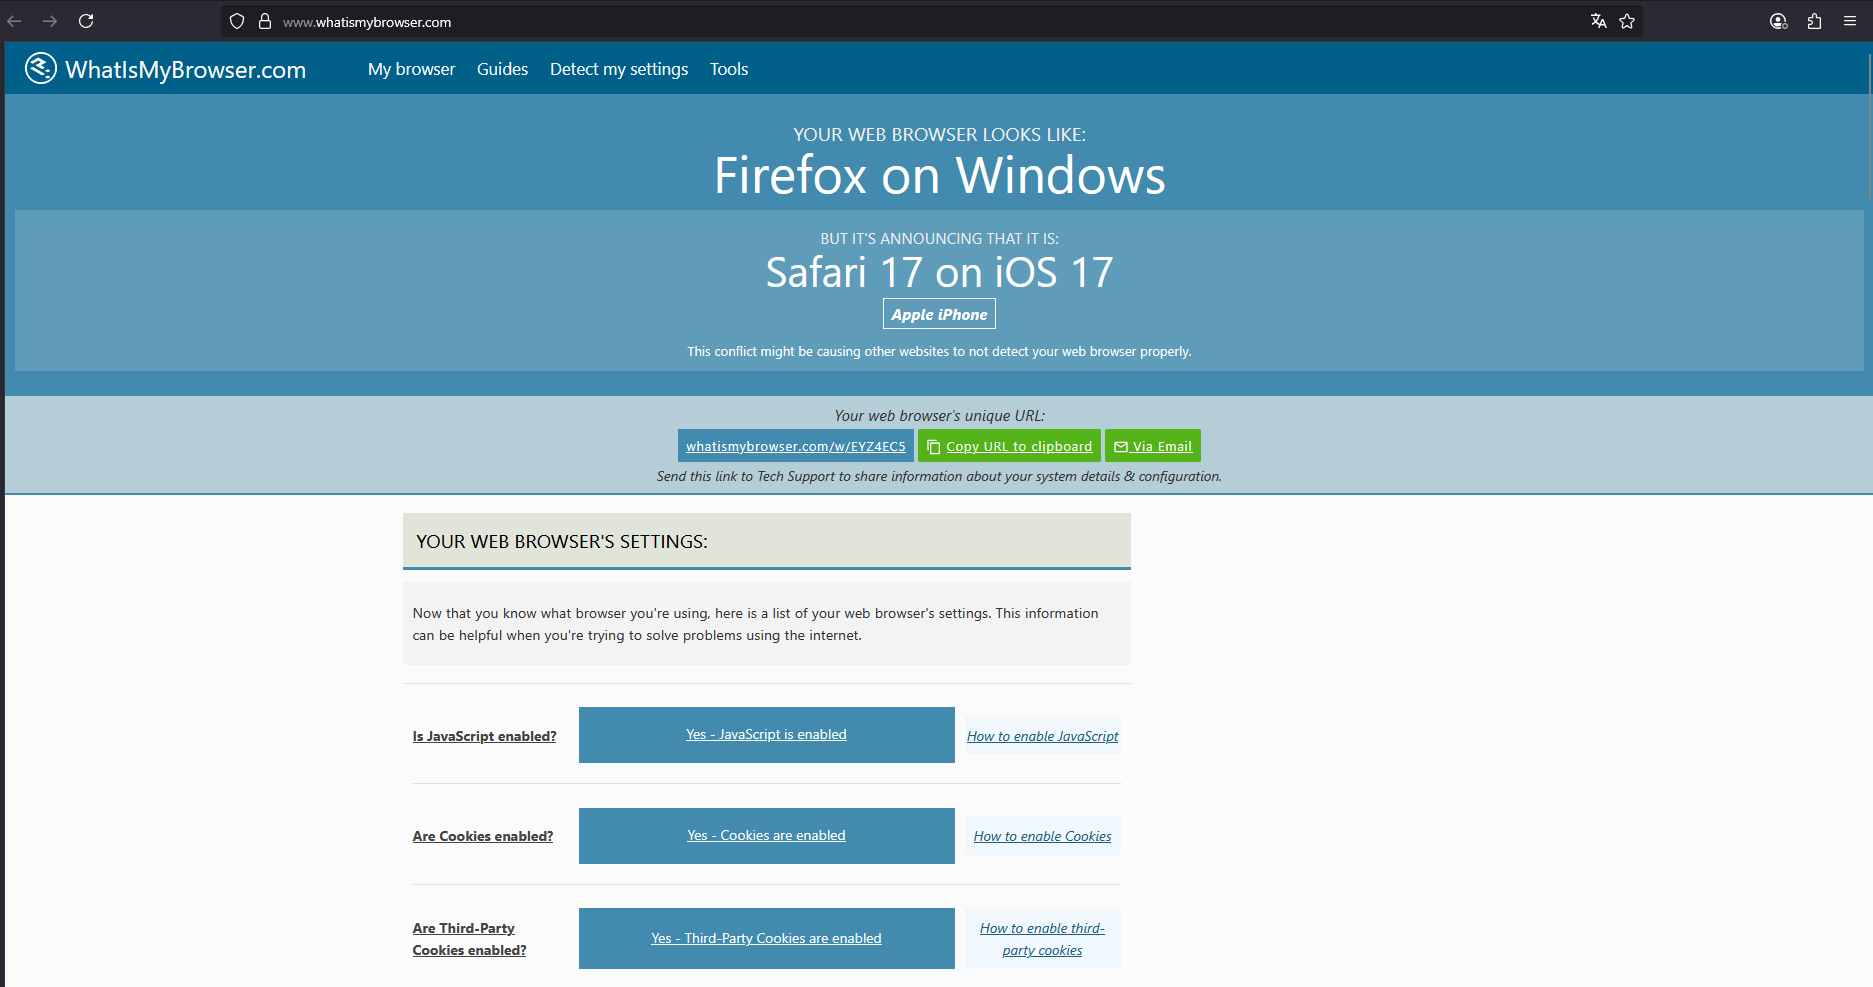 www.whatismybrowser.com
WhatIsMyBrowser.com My browser Guides Detect my settings Tools
YOUR WEB BROWSER LOOKS LIKE:
Firefox on Windows
BUT IT'S ANNOUNCING THAT IT IS:
Safari 17 on iOS 17
Apple iPhone
This conflict might be causing other websites to not detect your web browser properly.
Your web browser's unique URL:
whatismybrowser.com/w/EYZ4EC5 Copy URL to clipboard Via Email
Send this link to Tech Support to share information about your system details & configuration.
YOUR WEB BROWSER'S SETTINGS:
Now that you know what browser you're using, here is a list of your web browser's settings. This information
can be helpful when you're trying to solve problems using the internet.
Is JavaScript enabled? Yes - JavaScript is enabled How to enable JavaScript
Are Cookies enabled? Yes - Cookies are enabled How to enable Cookies
Are Third-Party
Cookies enabled?
Yes - Third-Party Cookies are enabled
How to enable third-
party cookies